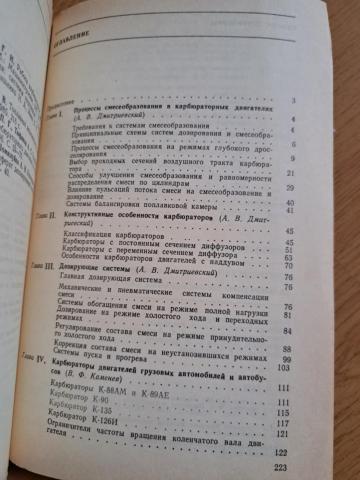 ОГЛАВЛЕНИЕ
Предисловие 3
Глава I. Процессы смесеобразования в карбюраторных двигателях
(А. В. Дмитриевский) 4
Требования к системам смесеобразования 4
Принципиальные схемы систем дозирования и смесеобразования 6
Процессы смесеобразования на режимах глубокого дросселирования 9
Выбор проходных сечений воздушного тракта карбюратора 21
Способы улучшения смесеобразования и равномерности
распределения смеси по цилиндрам 29
Влияние пульсаций потока смеси на смесеобразование и
дозирование 40
Системы балансировки поплавковой камеры 41
Глава II. Конструктивные особенности карбюраторов (А. В. Дмитриевский) 45
Классификация карбюраторов 45
Карбюраторы с постоянным сечением диффузоров 51
Карбюраторы с переменным сечением диффузора 63
Особенности карбюраторов двигателей с наддувом 70
Глава III. Дозирующие системы (А. В. Дмитриевский) 76
Главная дозирующая система 76
Механические и пневматические системы компенсации
смеси 76
Системы обогащения смеси на режиме полной нагрузки 81
Дозирование на режиме холостого хода и переходных
режимах 84
Регулирование состава смеси на режиме принудительного холостого хода 88
Коррекция состава смеси на неустановившихся режимах 99
Системы пуска и прогрева 103
Глава IV. Карбюраторы двигателей грузовых автомобилей и автобусов (В. Ф. Каменев) 111
Карбюраторы К-88АМ и К-89АЕ 111
Карбюратор К-90
Карбюратор К-135
Карбюратор К-126И 121
Ограничители частоты вращения коленчатого вала двигателя 122
223